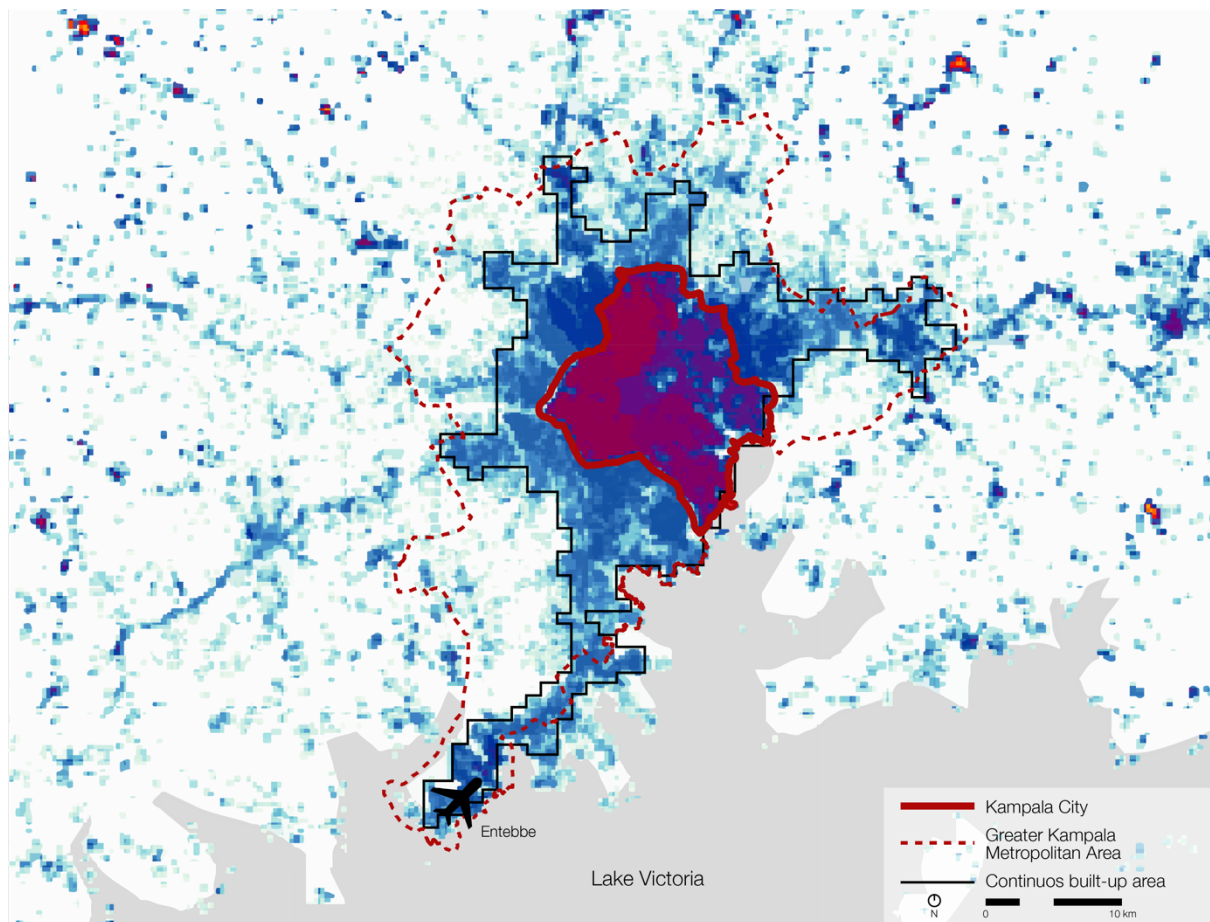 Entebbe
Lake Victoria
Kampala City
Greater Kampala
Metropolitan Area
Continuos built-up area
N
0
10 km